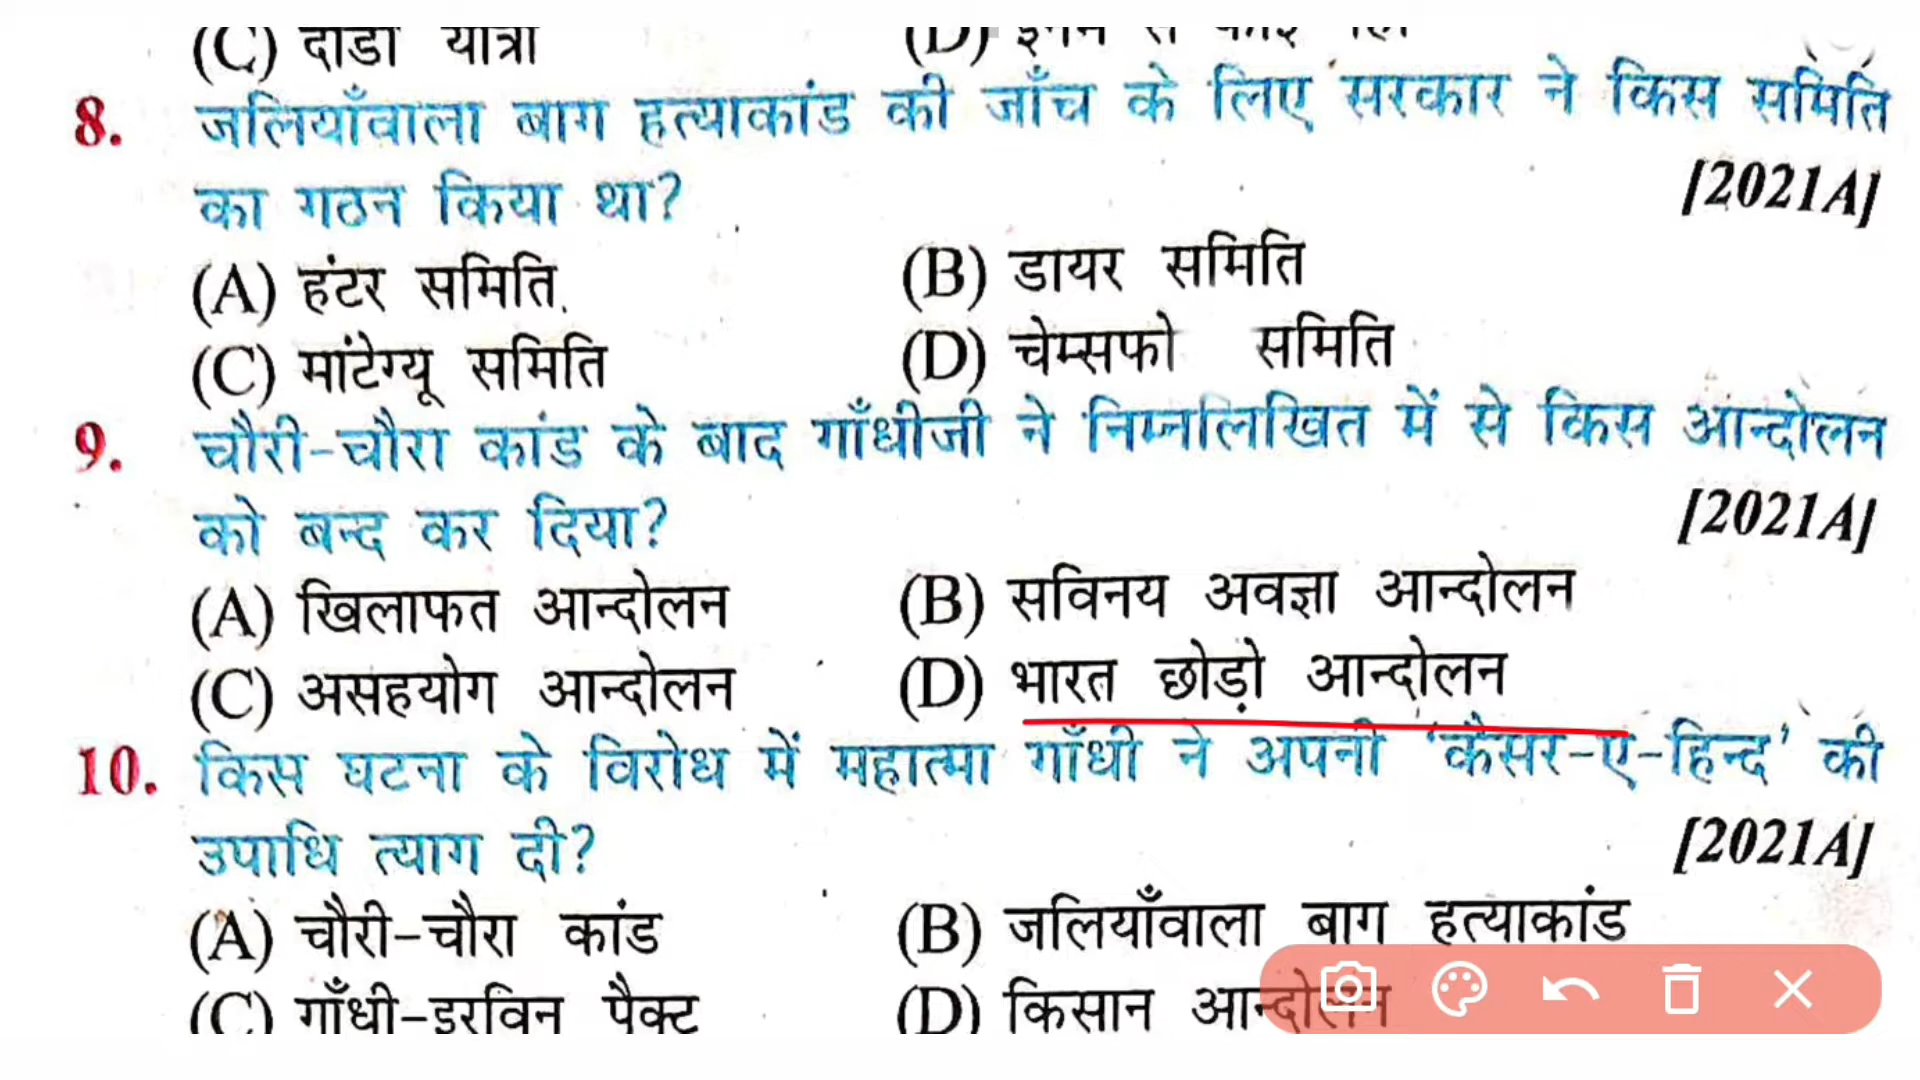 (C) दांडी यात्रा
8. जलियाँवाला बाग हत्याकांड की जाँच के लिए सरकार ने किस समिति
का गठन किया था? [2021A]
(A) हंटर समिति (B) डायर समिति
(C) मांटेग्यू समिति (D) चेम्सफो समिति
9. चौरी-चौरा कांड के बाद गाँधीजी ने निम्नलिखित में से किस आन्दोलन
को बन्द कर दिया? [2021A]
(A) खिलाफत आन्दोलन (B) सविनय अवज्ञा आन्दोलन
(C) असहयोग आन्दोलन (D) भारत छोड़ो आन्दोलन
10. किस घटना के विरोध में महात्मा गाँधी ने अपनी 'कैसर-ए-हिन्द' की
उपाधि त्याग दी? [2021A]
(A) चौरी-चौरा कांड (B) जलियाँवाला बाग हत्याकांड
(C) गाँधी-इरविन पैक्ट (D) किसान आन्दोलन